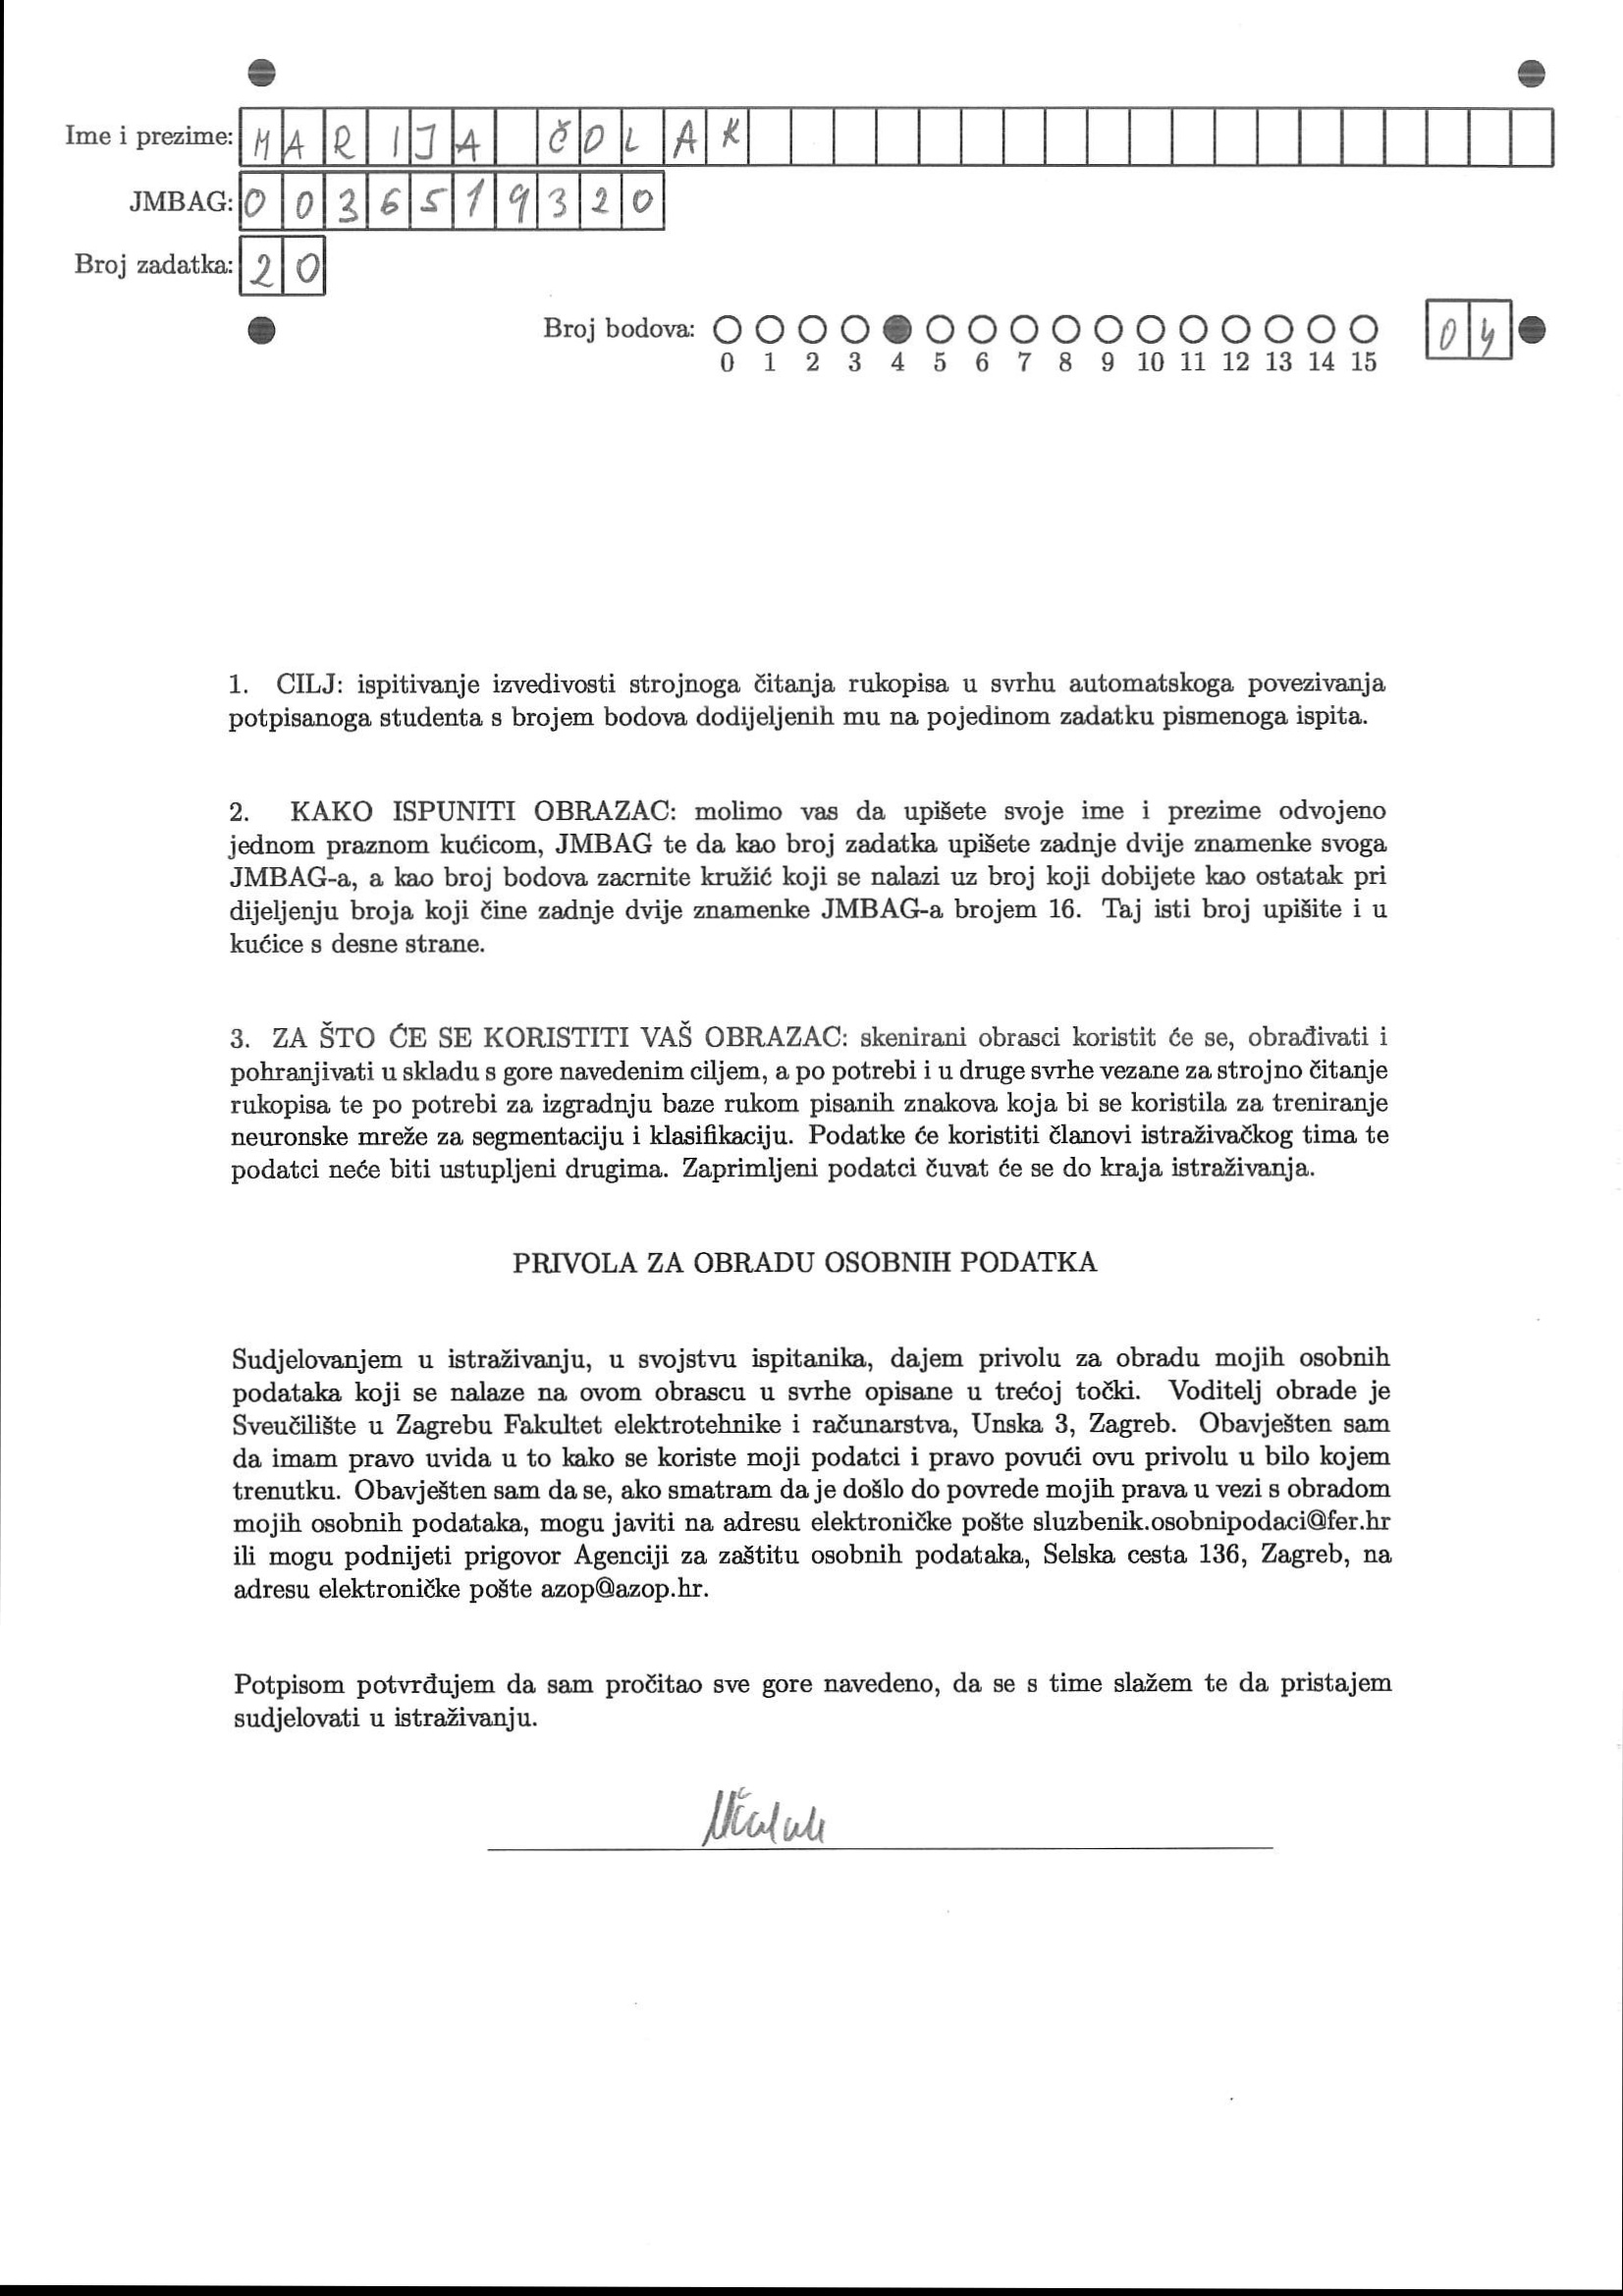 Ime i prezime: MARIJA ČOLAK
JMBAG: 0036519320
Broj zadatka: 20
Broj bodova: 04
0 1 2 3 4 5 6 7 8 9 10 11 12 13 14 15
1. CILJ: ispitivanje izvedivosti strojnoga čitanja rukopisa u svrhu automatskoga povezivanja
potpisanoga studenta s brojem bodova dodijeljenih mu na pojedinom zadatku pismenoga ispita.
2. KAKO ISPUNITI OBRAZAC: molimo vas da upišete svoje ime i prezime odvojeno
jednom praznom kućicom, JMBAG te da kao broj zadatka upišete zadnje dvije znamenke svoga
JMBAG-a, a kao broj bodova zacrnite kružić koji se nalazi uz broj koji dobijete kao ostatak pri
dijeljenju broja koji čine zadnje dvije znamenke JMBAG-a brojem 16. Taj isti broj upišite i u
kućice s desne strane.
3. ZA ŠTO ĆE SE KORISTITI VAŠ OBRAZAC: skenirani obrasci koristit će se, obrađivati i
pohranjivati u skladu s gore navedenim ciljem, a po potrebi i u druge svrhe vezane za strojno čitanje
rukopisa te po potrebi za izgradnju baze rukom pisanih znakova koja bi se koristila za treniranje
neuronske mreže za segmentaciju i klasifikaciju. Podatke će koristiti članovi istraživačkog tima te
podatci neće biti ustupljeni drugima. Zaprimljeni podatci čuvat će se do kraja istraživanja.
PRIVOLA ZA OBRADU OSOBNIH PODATKA
Sudjelovanjem u istraživanju, u svojstvu ispitanika, dajem privolu za obradu mojih osobnih
podataka koji se nalaze na ovom obrascu u svrhe opisane u trećoj točki. Voditelj obrade je
Sveučilište u Zagrebu Fakultet elektrotehnike i računarstva, Unska 3, Zagreb. Obavješten sam
da imam pravo uvida u to kako se koriste moji podatci i pravo povući ovu privolu u bilo kojem
trenutku. Obavješten sam da se, ako smatram da je došlo do povrede mojih prava u vezi s obradom
mojih osobnih podataka, mogu javiti na adresu elektroničke pošte sluzbenik.osobnipodaci@fer.hr
ili mogu podnijeti prigovor Agenciji za zaštitu osobnih podataka, Selska cesta 136, Zagreb, na
adresu elektroničke pošte azop@azop.hr.
Potpisom potvrđujem da sam pročitao sve gore navedeno, da se s time slažem te da pristajem
sudjelovati u istraživanju.
MČolak